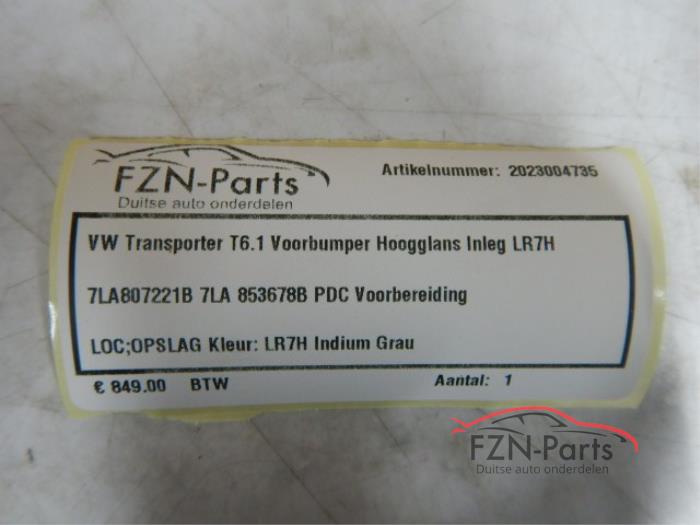 FZN-Parts
Duitse auto onderdelen
Artikelnummer: 2023004735
VW Transporter T6.1 Voorbumper Hoogglans Inleg LR7H
7LA807221B 7LA 853678B PDC Voorbereiding
LOC;OPSLAG Kleur: LR7H Indium Grau
€ 849.00 BTW Aantal: 1
FZN-Parts
Duitse auto onderdelen